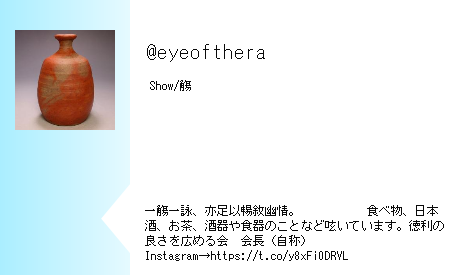 @eyeofthera
Show/觴
一觴一詠、亦足以暢敘幽情。　　　　　食べ物、日本
酒、お茶、酒器や食器のことなど呟いています。徳利の
良さを広める会　会長（自称）
Instagram→https://t.co/y8xFiODRVL